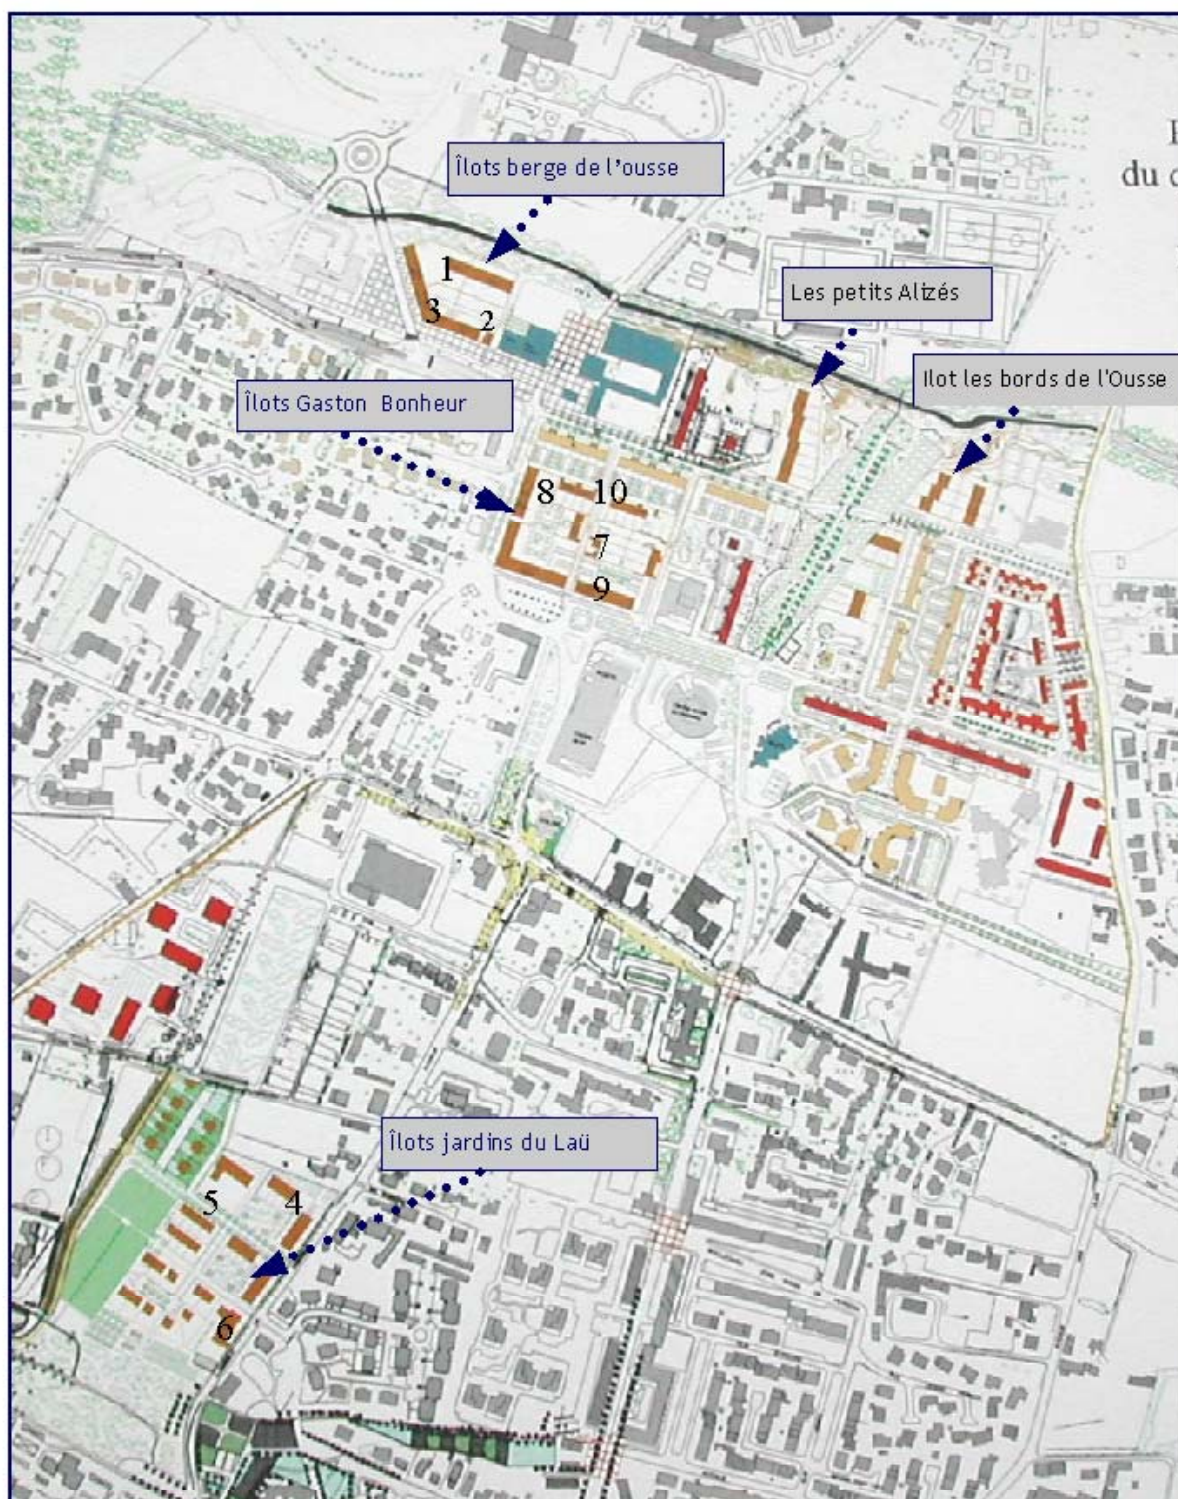 du c
Îlots berge de l'ousse
Les petits Alizés
Ilot les bords de l'Ousse
Îlots Gaston Bonheur
1
3
2
8
10
7
9
Îlots jardins du Laü
5
4
6